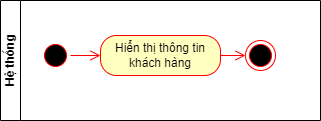 Hệ thống
Hiển thị thông tin
khách hàng